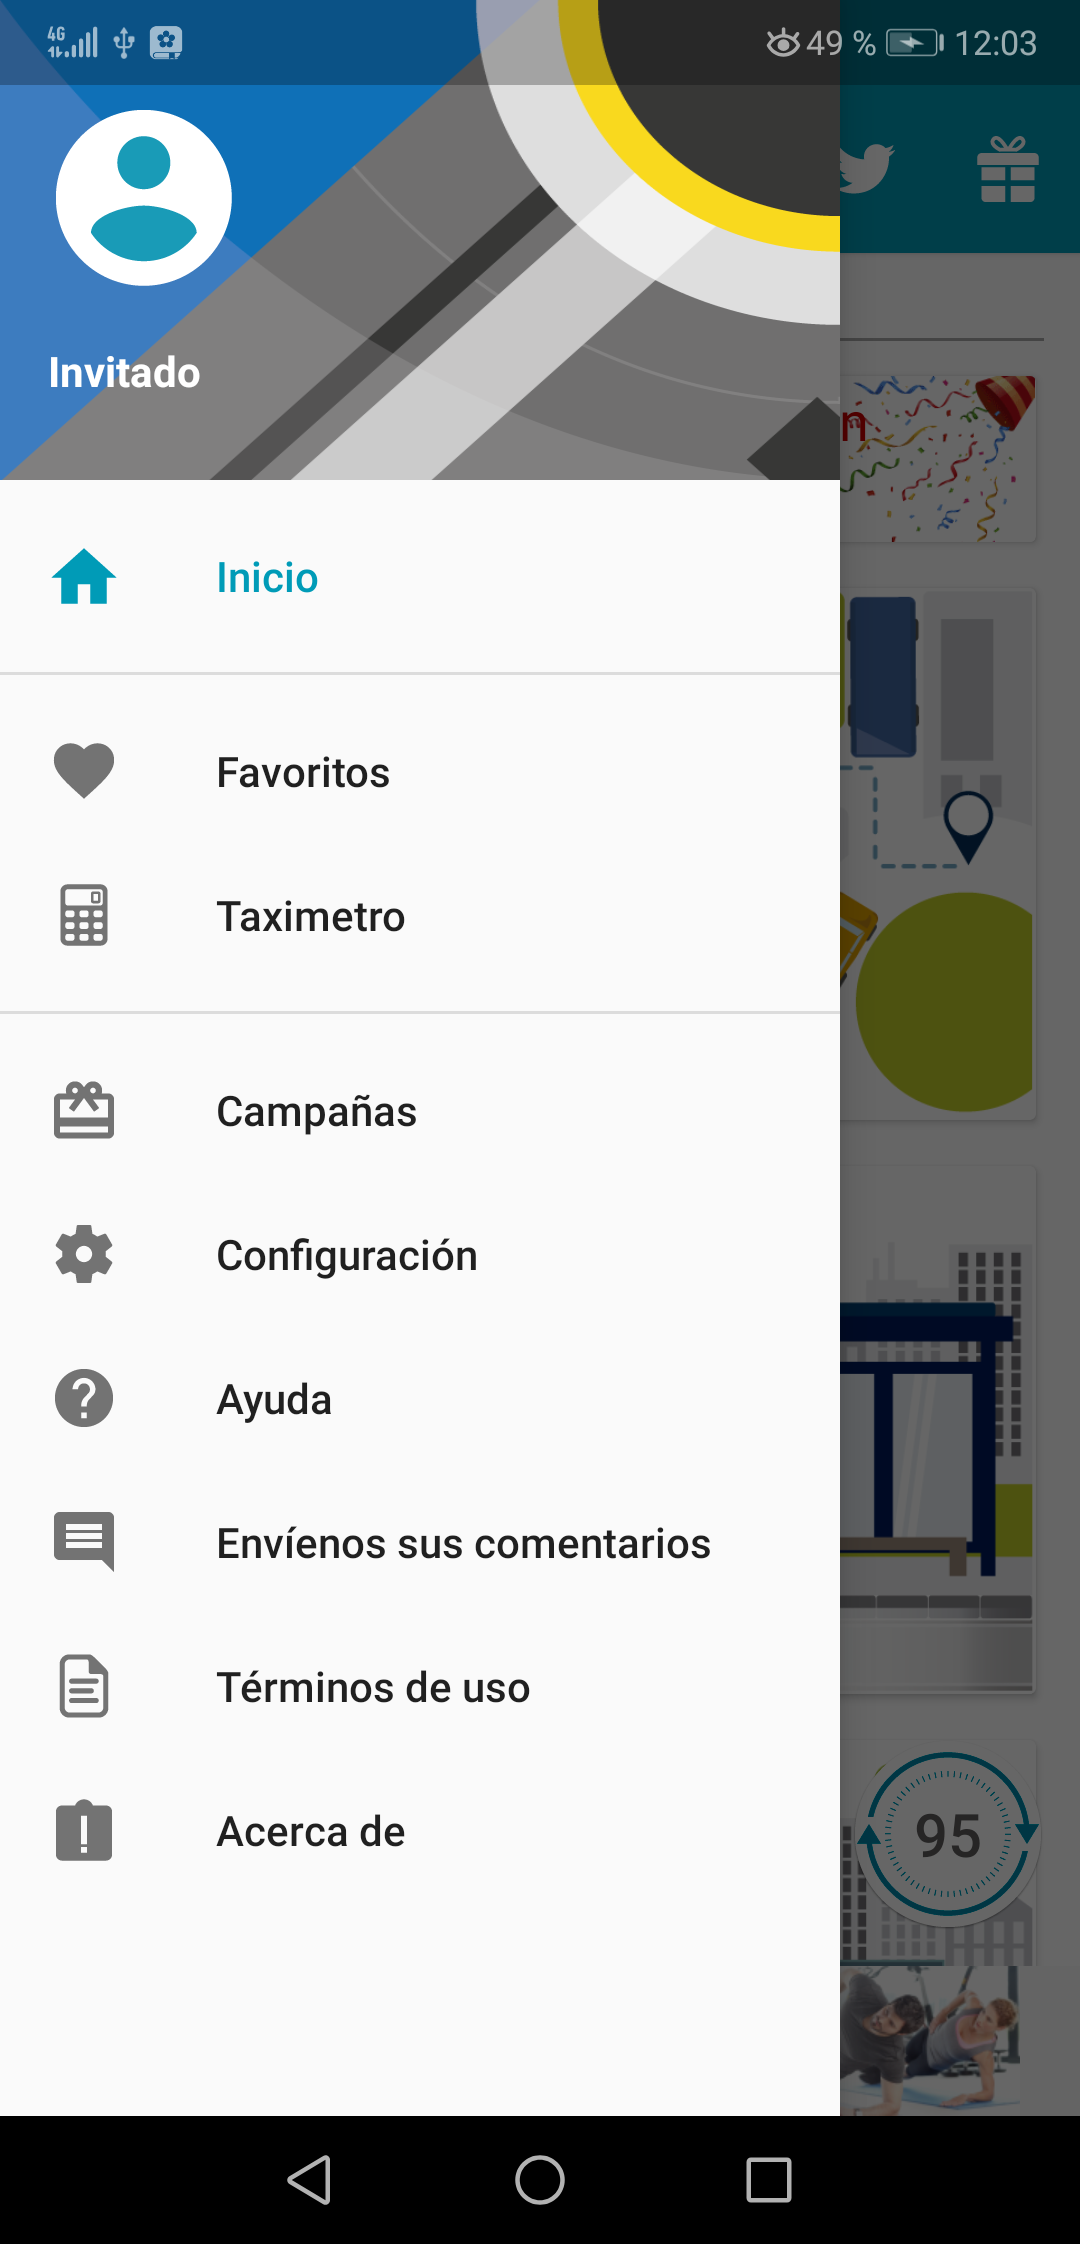 4G 49 % 12:03
Invitado
n
Inicio
Favoritos
Taximetro
Campañas
Configuración
Ayuda
Envíenos sus comentarios
Términos de uso
Acerca de
95